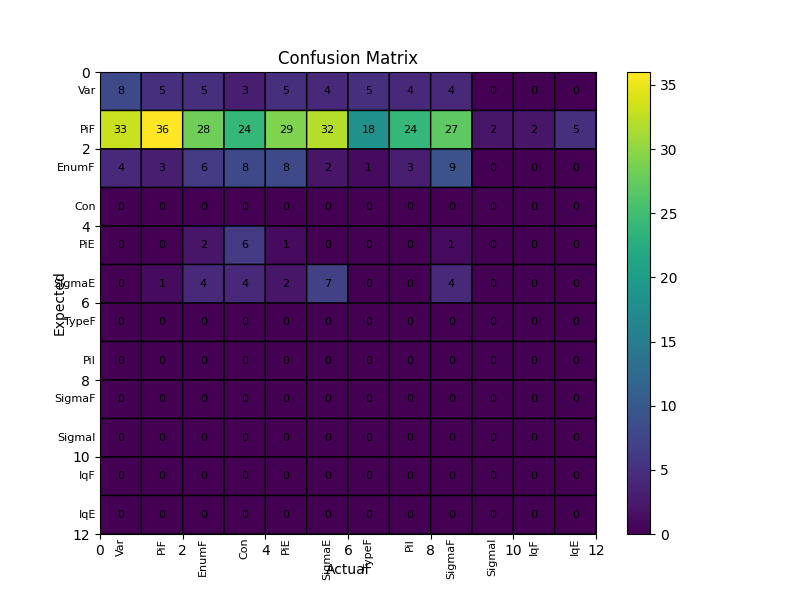 Confusion Matrix
0
Var 8 5 5 3 5 4 5 4 4 0 0 0
PiF 33 36 28 24 29 32 18 24 27 2 2 5
2
EnumF 4 3 6 8 8 2 1 3 9 0 0 0
Con 0 0 0 0 0 0 0 0 0 0 0 0
4
PiE 0 0 2 6 1 0 0 0 1 0 0 0
SigmaE 0 1 4 4 2 7 0 0 4 0 0 0
Expected
6
TypeF 0 0 0 0 0 0 0 0 0 0 0 0
PiI 0 0 0 0 0 0 0 0 0 0 0 0
8
SigmaF 0 0 0 0 0 0 0 0 0 0 0 0
SigmaI 0 0 0 0 0 0 0 0 0 0 0 0
10
IqF 0 0 0 0 0 0 0 0 0 0 0 0
IqE 0 0 0 0 0 0 0 0 0 0 0 0
12
0 2 4 6 8 10 12
Var PiF EnumF Con PiE SigmaE TypeF PiI SigmaF SigmaI IqF IqE
Actual
35
30
25
20
15
10
5
0